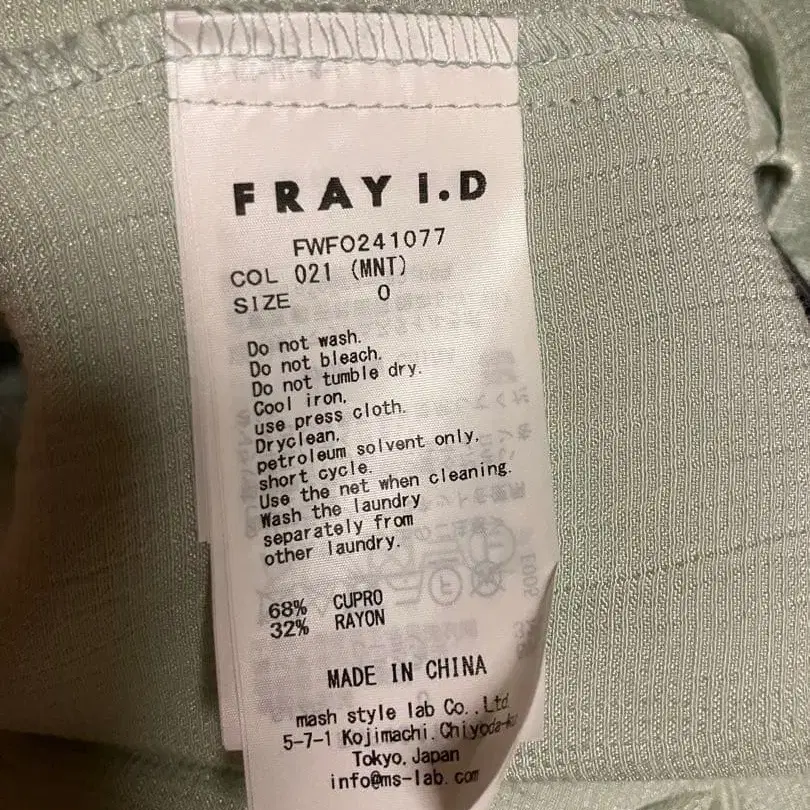 FRAY I.D
FWFO241077
COL 021 (MNT)
SIZE 0
Do not wash.
Do not bleach.
Do not tumble dry.
Cool iron.
use press cloth.
Dryclean.
petroleum solvent only,
short cycle.
Use the net when cleaning.
Wash the laundry
separately from
other laundry.
68% CUPRO
32% RAYON
MADE IN CHINA
mash style lab Co.,Ltd
5-7-1 Kojimachi.Chiyoda-ku
Tokyo,Japan
info@ms-lab.com